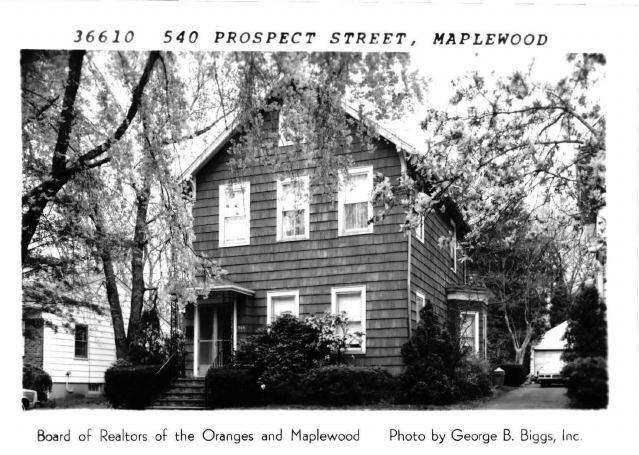 36610 540 PROSPECT STREET, MAPLEWOOD
Board of Realtors of the Oranges and Maplewood Photo by George B. Biggs, Inc.